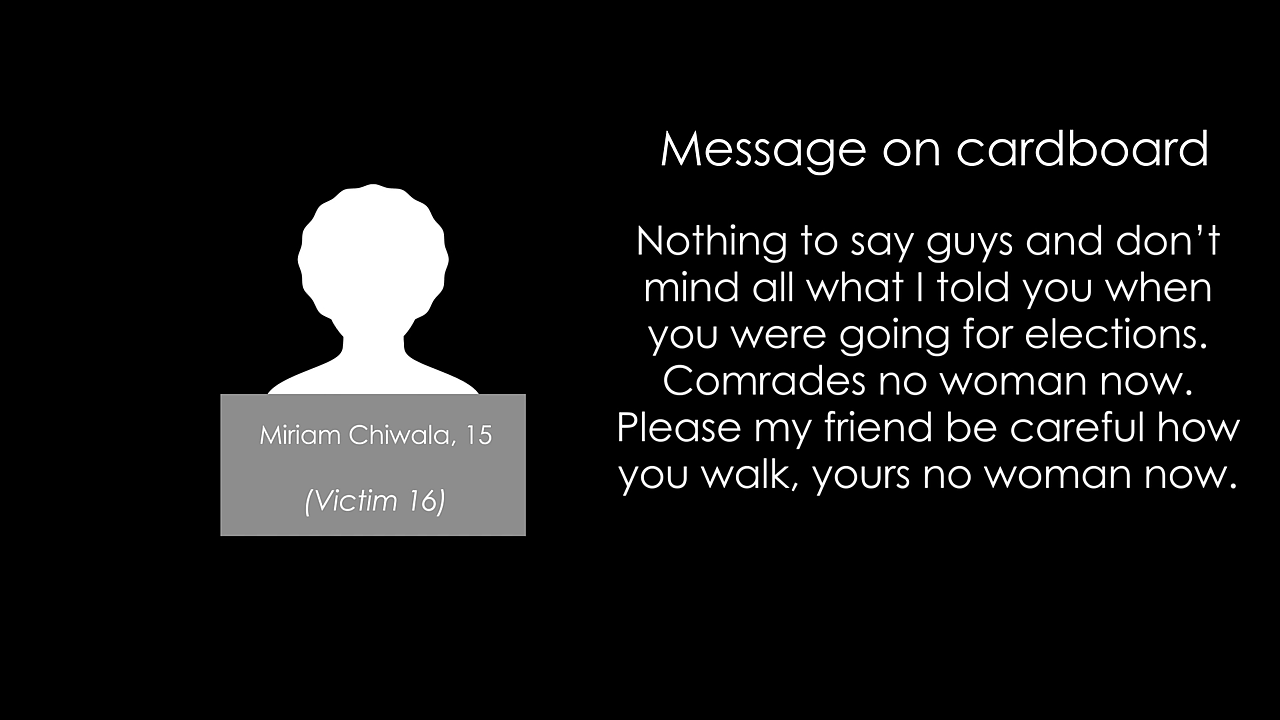 Message on cardboard
Nothing to say guys and don’t
mind all what I told you when
you were going for elections.
Comrades no woman now.
Please my friend be careful how
you walk, yours no woman now.
Miriam Chiwala, 15
(Victim 16)